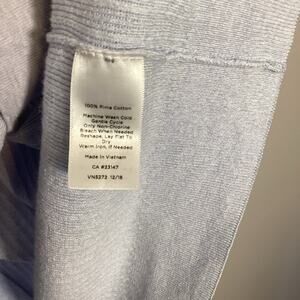 100% Pima Cotton
Machine Wash Cold
Gentle Cycle
Only Non-Chlorine
Bleach When Needed
Reshape, Lay Flat To
Dry
Warm Iron, If Needed
Made in Vietnam
CA #23147
VN5272 12/18